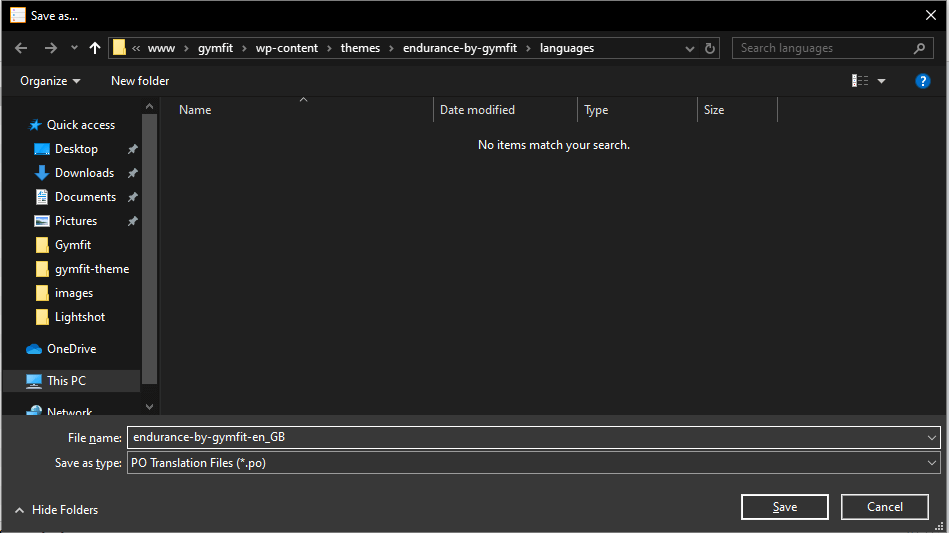 Save as...
« www › gymfit › wp-content › themes › endurance-by-gymfit › languages
Search languages
Organize
New folder
?
Name
Date modified
Type
Size
No items match your search.
Quick access
Desktop
Downloads
Documents
Pictures
Gymfit
gymfit-theme
images
Lightshot
OneDrive
This PC
Network
File name: endurance-by-gymfit-en_GB
Save as type: PO Translation Files (*.po)
Hide Folders
Save
Cancel